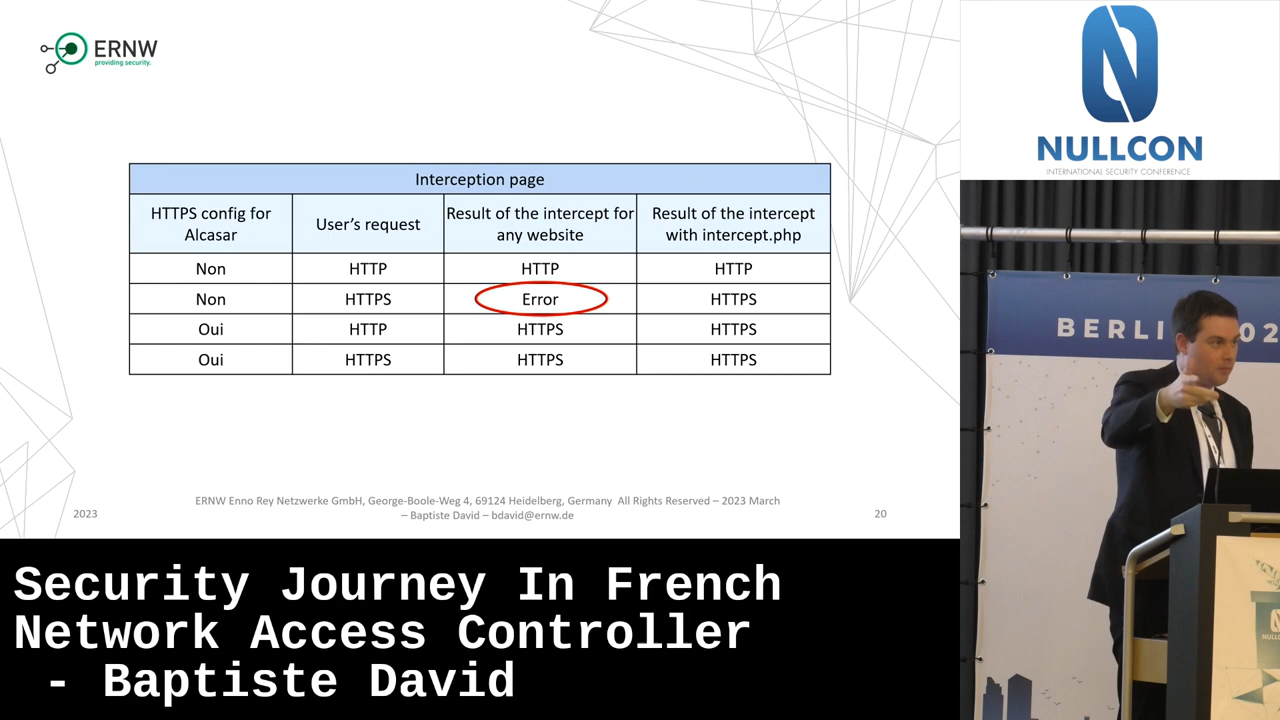 ERNW
providing security.
Interception page
HTTPS config for Alcasar
User's request
Result of the intercept for any website
Result of the intercept with intercept.php
Non HTTP HTTP HTTP
Non HTTPS Error HTTPS
Oui HTTP HTTPS HTTPS
Oui HTTPS HTTPS HTTPS
ERNW Enno Rey Netzwerke GmbH, George-Boole-Weg 4, 69124 Heidelberg, Germany All Rights Reserved – 2023 March
– Baptiste David – bdavid@ernw.de
2023
20
NULLCON
INTERNATIONAL SECURITY CONFERENCE
BERLI 02
Security Journey In French
Network Access Controller
- Baptiste David